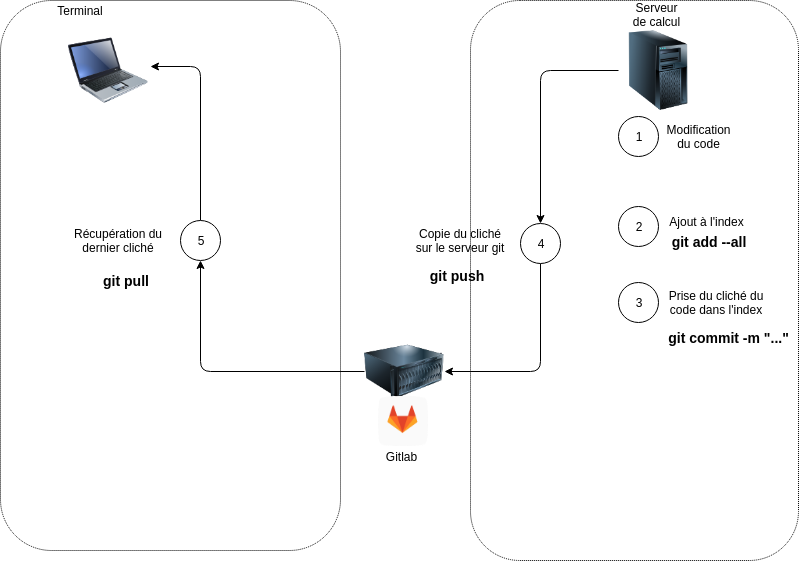 Terminal
Serveur
de calcul
1
Modification
du code
2
Ajout à l'index
git add --all
3
Prise du cliché du
code dans l'index
git commit -m "..."
4
Copie du cliché
sur le serveur git
git push
5
Récupération du
dernier cliché
git pull
Gitlab